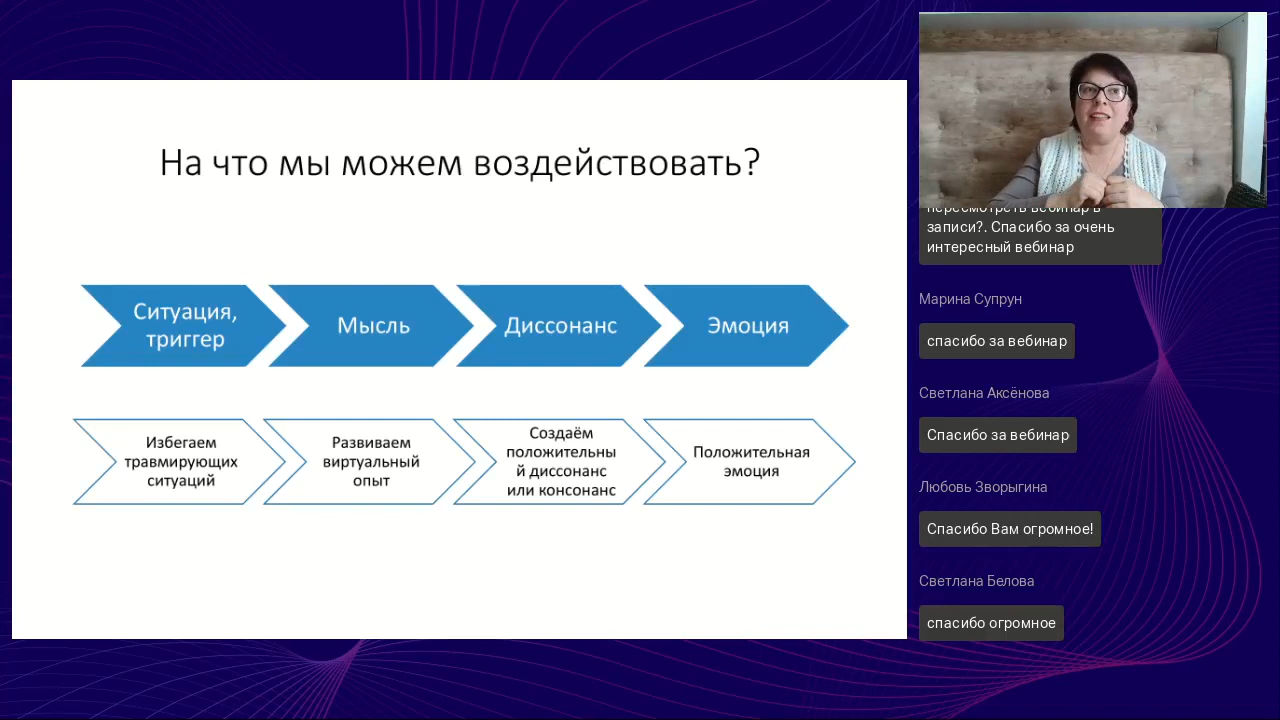 На что мы можем воздействовать?
Ситуация,
триггер
Мысль
Диссонанс
Эмоция
Избегаем
травмирующих
ситуаций
Развиваем
виртуальный
опыт
Создаём
положительны
й диссонанс
или консонанс
Положительная
эмоция
пересмотреть вебинар в
записи?. Спасибо за очень
интересный вебинар
Марина Супрун
спасибо за вебинар
Светлана Аксёнова
Спасибо за вебинар
Любовь Зворыгина
Спасибо Вам огромное!
Светлана Белова
спасибо огромное